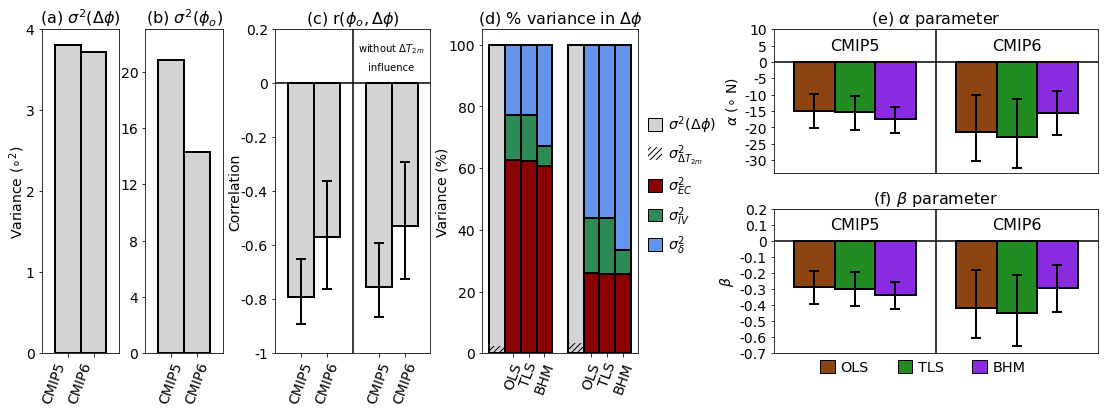 (a) σ²(Δϕ)
Variance (∘²)
4
3
2
1
0
CMIP5
CMIP6
(b) σ²(ϕₒ)
20
16
12
8
4
0
CMIP5
CMIP6
(c) r(ϕₒ, Δϕ)
Correlation
0.2
0
-0.2
-0.4
-0.6
-0.8
-1
without ΔT₂ₘ
influence
CMIP5
CMIP6
CMIP5
CMIP6
(d) % variance in Δϕ
Variance (%)
100
80
60
40
20
0
OLS
TLS
BHM
OLS
TLS
BHM
σ²(Δϕ)
σ²_ΔT₂ₘ
σ²_EC
σ²_IV
σ²_δ
(e) α parameter
α (∘ N)
10
5
0
-5
-10
-15
-20
-25
-30
CMIP5
CMIP6
(f) β parameter
β
0.2
0.1
0
-0.1
-0.2
-0.3
-0.4
-0.5
-0.6
-0.7
CMIP5
CMIP6
OLS
TLS
BHM